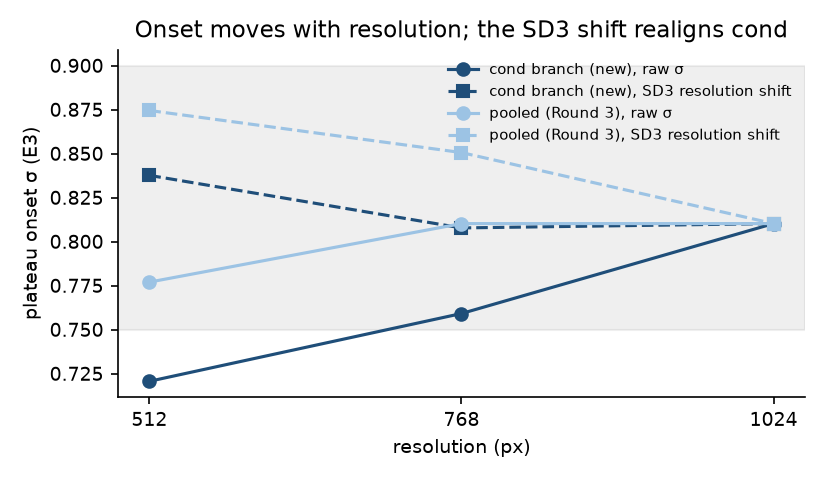 Onset moves with resolution; the SD3 shift realigns cond
cond branch (new), raw σ
cond branch (new), SD3 resolution shift
pooled (Round 3), raw σ
pooled (Round 3), SD3 resolution shift
plateau onset σ (E3)
0.900
0.875
0.850
0.825
0.800
0.775
0.750
0.725
512
768
1024
resolution (px)